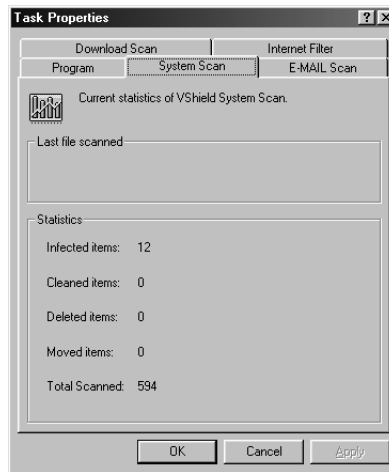 Task Properties
Download Scan Internet Filter
Program System Scan E-MAIL Scan
Current statistics of VShield System Scan.
Last file scanned
Statistics
Infected items: 12
Cleaned items: 0
Deleted items: 0
Moved items: 0
Total Scanned: 594
OK Cancel Apply